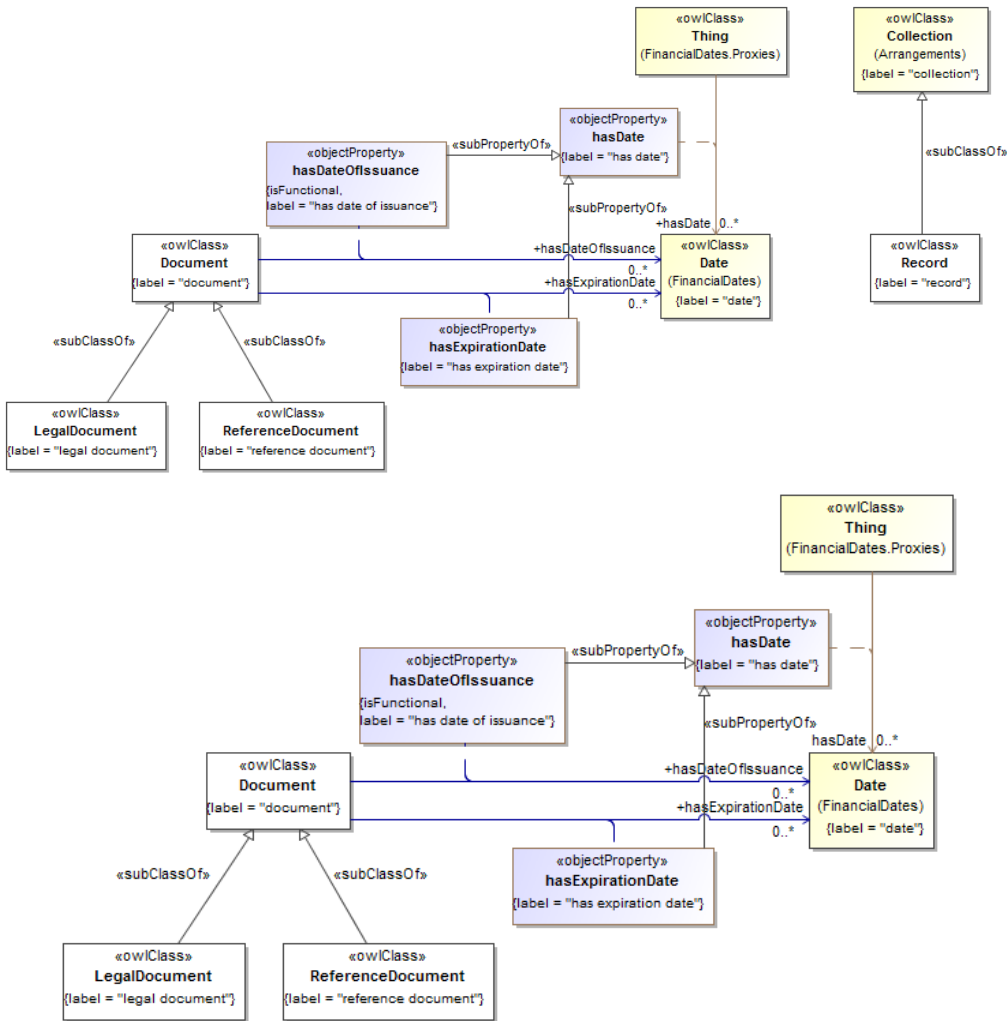 «owlClass»
Thing
(FinancialDates.Proxies)
«owlClass»
Collection
(Arrangements)
{label = "collection"}
«objectProperty»
hasDate
{label = "has date"}
«subPropertyOf»
«objectProperty»
hasDateOfIssuance
{isFunctional,
label = "has date of issuance"}
«subClassOf»
«subPropertyOf»
+hasDate 0..*
«owlClass»
Document
{label = "document"}
+hasDateOfIssuance
0..*
+hasExpirationDate
0..*
«owlClass»
Date
(FinancialDates)
{label = "date"}
«owlClass»
Record
{label = "record"}
«objectProperty»
hasExpirationDate
{label = "has expiration date"}
«subClassOf»
«subClassOf»
«owlClass»
LegalDocument
{label = "legal document"}
«owlClass»
ReferenceDocument
{label = "reference document"}
«owlClass»
Thing
(FinancialDates.Proxies)
«objectProperty»
hasDate
{label = "has date"}
«subPropertyOf»
«objectProperty»
hasDateOfIssuance
{isFunctional,
label = "has date of issuance"}
«subPropertyOf»
hasDate 0..*
«owlClass»
Document
{label = "document"}
+hasDateOfIssuance
0..*
+hasExpirationDate
0..*
«owlClass»
Date
(FinancialDates)
{label = "date"}
«objectProperty»
hasExpirationDate
{label = "has expiration date"}
«subClassOf»
«subClassOf»
«owlClass»
LegalDocument
{label = "legal document"}
«owlClass»
ReferenceDocument
{label = "reference document"}